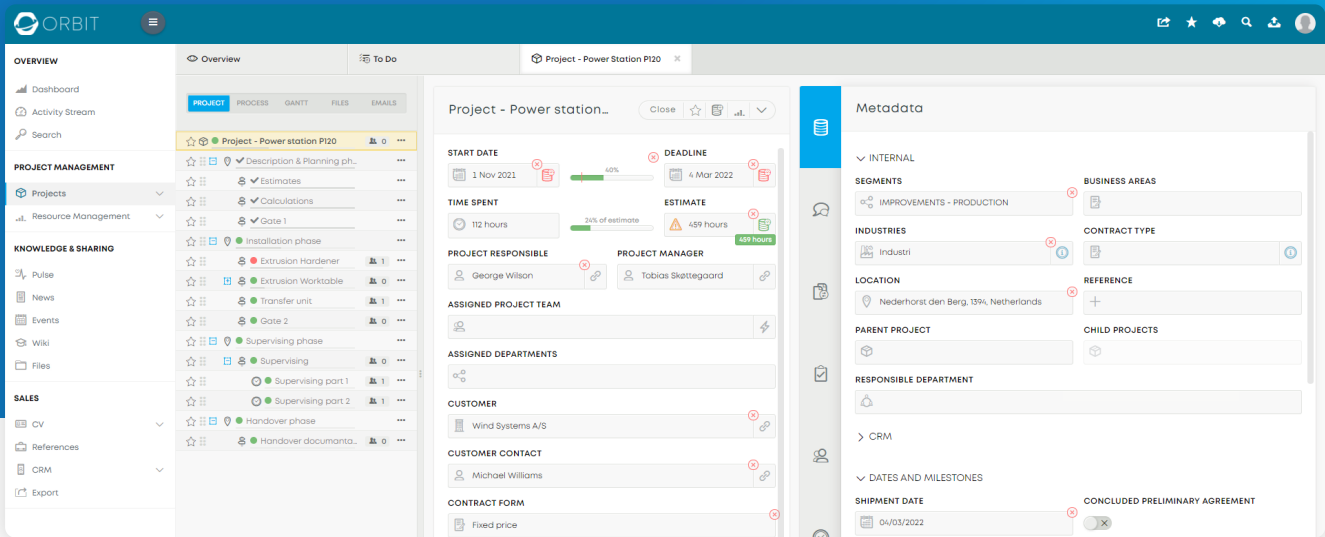 ORBIT
OVERVIEW
Dashboard
Activity Stream
Search
PROJECT MANAGEMENT
Projects
Resource Management
KNOWLEDGE & SHARING
Pulse
News
Events
Wiki
Files
SALES
CV
References
CRM
Export
Overview
To Do
Project - Power Station P120
PROJECT PROCESS GANTT FILES EMAILS
Project - Power station P120 0
Description & Planning ph...
Estimates
Calculations
Gate 1
Installation phase
Extrusion Hardener 1
Extrusion Worktable 0
Transfer unit 1
Gate 2 0
Supervising phase
Supervising 0
Supervising part 1 1
Supervising part 2 1
Handover phase
Handover documanta... 0
Project - Power station...
Close
START DATE
1 Nov 2021
40%
DEADLINE
4 Mar 2022
TIME SPENT
112 hours
24% of estimate
ESTIMATE
459 hours
459 hours
PROJECT RESPONSIBLE
George Wilson
PROJECT MANAGER
Tobias Skøttegaard
ASSIGNED PROJECT TEAM
ASSIGNED DEPARTMENTS
CUSTOMER
Wind Systems A/S
CUSTOMER CONTACT
Michael Williams
CONTRACT FORM
Fixed price
Metadata
INTERNAL
SEGMENTS
IMPROVEMENTS - PRODUCTION
BUSINESS AREAS
INDUSTRIES
Industri
CONTRACT TYPE
LOCATION
Nederhorst den Berg, 1394, Netherlands
REFERENCE
PARENT PROJECT
CHILD PROJECTS
RESPONSIBLE DEPARTMENT
CRM
DATES AND MILESTONES
SHIPMENT DATE
04/03/2022
CONCLUDED PRELIMINARY AGREEMENT